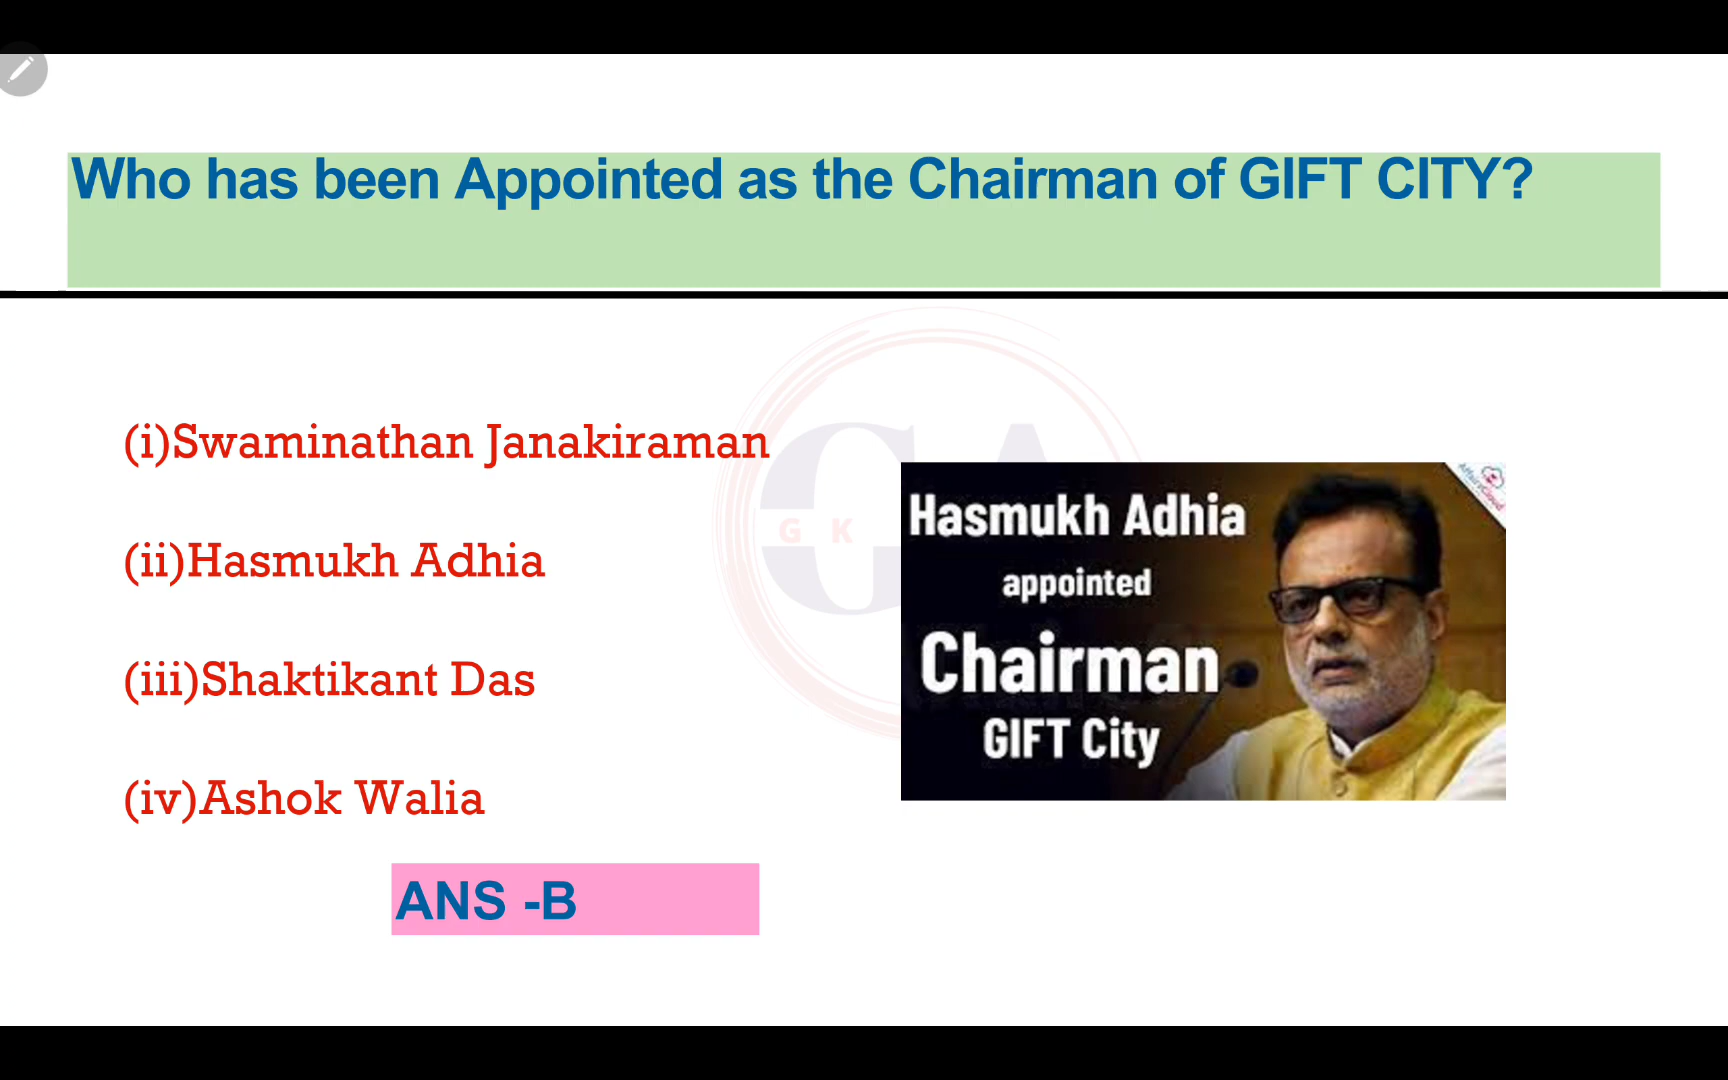 Who has been Appointed as the Chairman of GIFT CITY?
(i)Swaminathan Janakiraman
(ii)Hasmukh Adhia
(iii)Shaktikant Das
(iv)Ashok Walia
ANS -B
G K
Hasmukh Adhia
appointed
Chairman
GIFT City
AffairsCloud